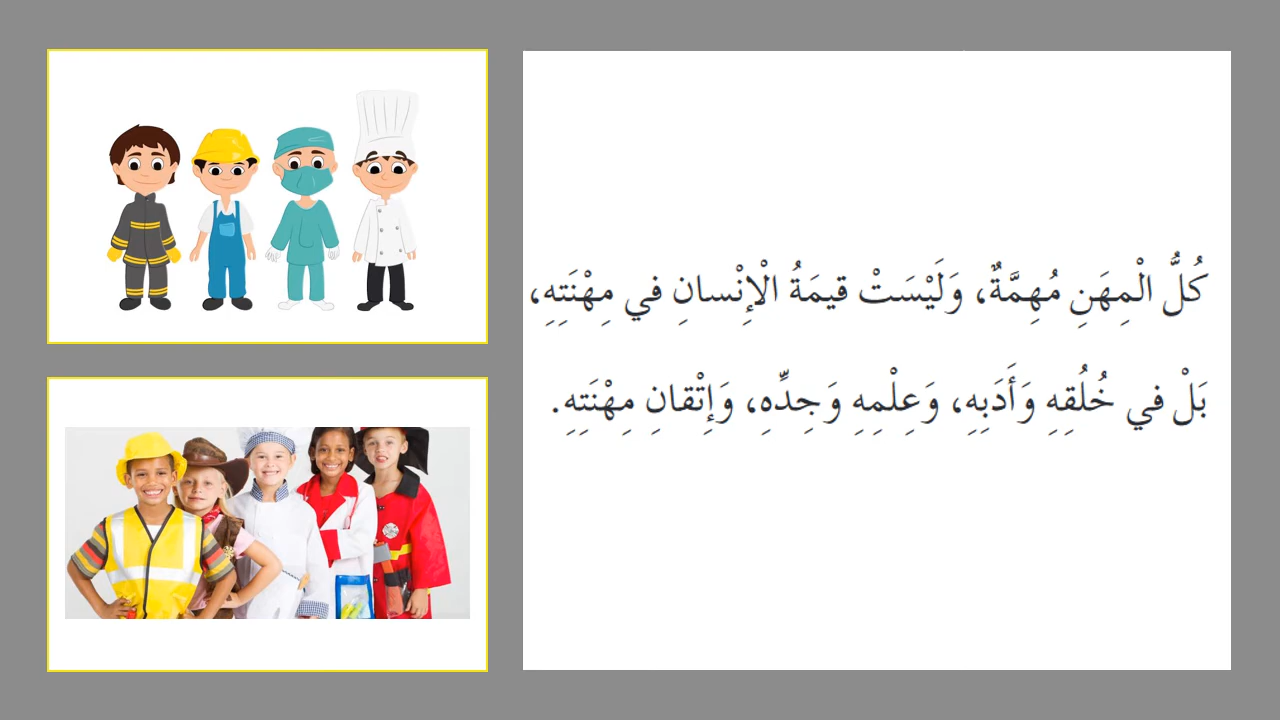 كُلُّ الْمِهَنِ مُهِمَّةٌ، وَلَيْسَتْ قيمَةُ الْإِنْسانِ في مِهْنَتِهِ،
بَلْ في خُلُقِهِ وَأَدَبِهِ، وَعِلْمِهِ وَجِدِّهِ، وَإِتْقانِ مِهْنَتِهِ.